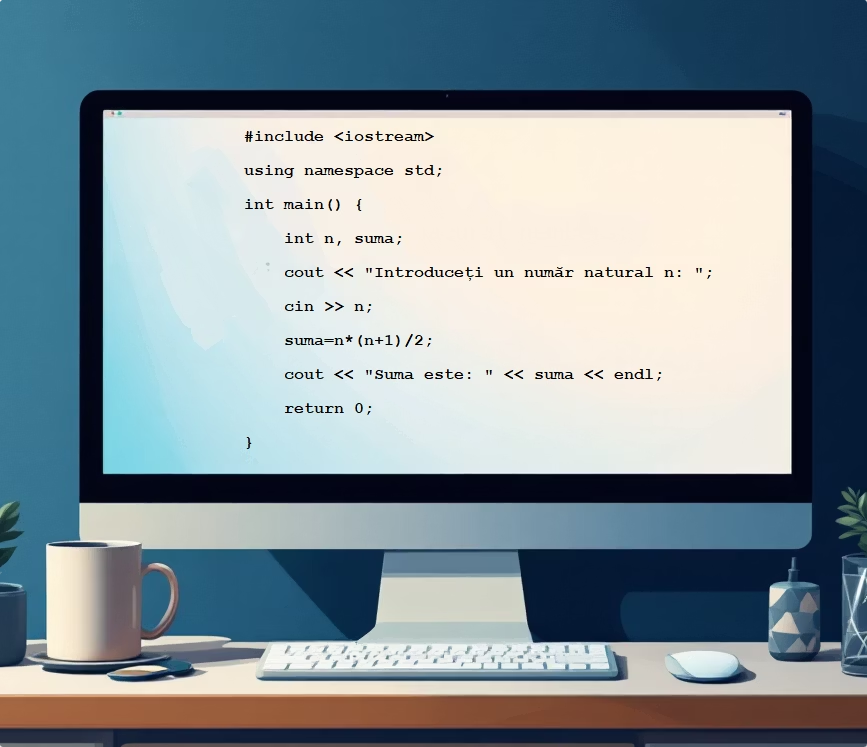 #include <iostream>
using namespace std;
int main() {
int n, suma;
cout << "Introduceți un număr natural n: ";
cin >> n;
suma=n*(n+1)/2;
cout << "Suma este: " << suma << endl;
return 0;
}